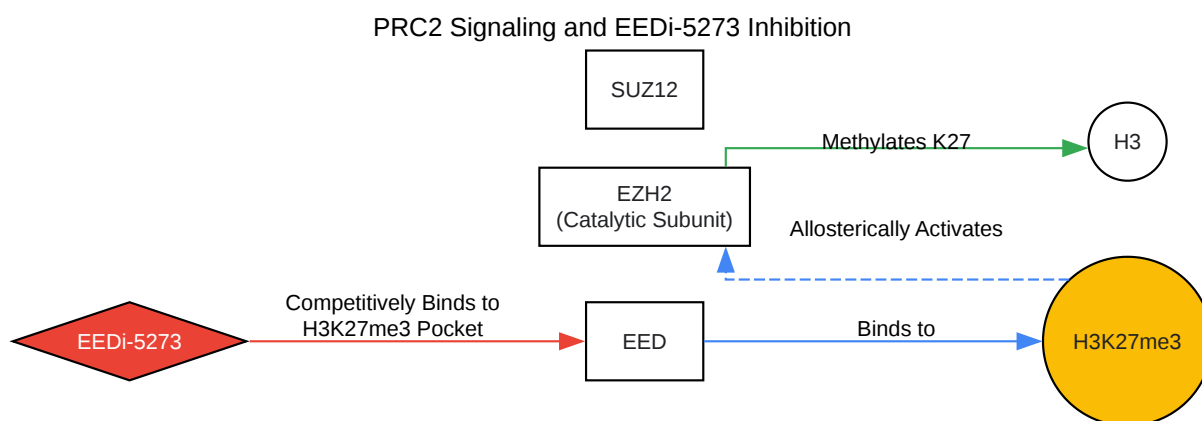 PRC2 Signaling and EEDi-5273 Inhibition
SUZ12
Methylates K27
H3
EZH2
(Catalytic Subunit)
Allosterically Activates
EEDi-5273
Competitively Binds to
H3K27me3 Pocket
EED
Binds to
H3K27me3